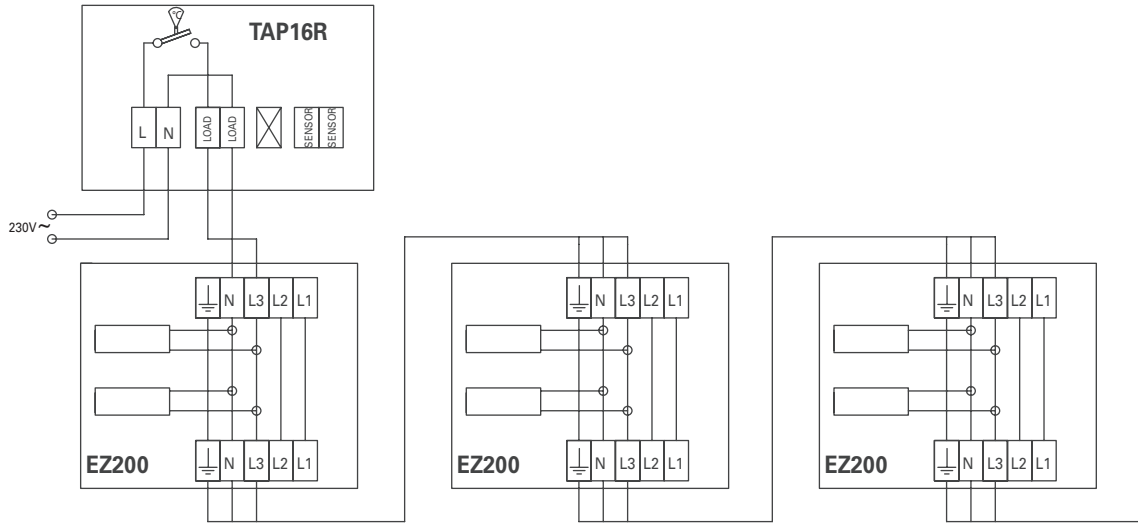 °C
TAP16R
L N LOAD LOAD SENSOR SENSOR
230V~
N L3 L2 L1
N L3 L2 L1
N L3 L2 L1
EZ200 N L3 L2 L1
EZ200 N L3 L2 L1
EZ200 N L3 L2 L1